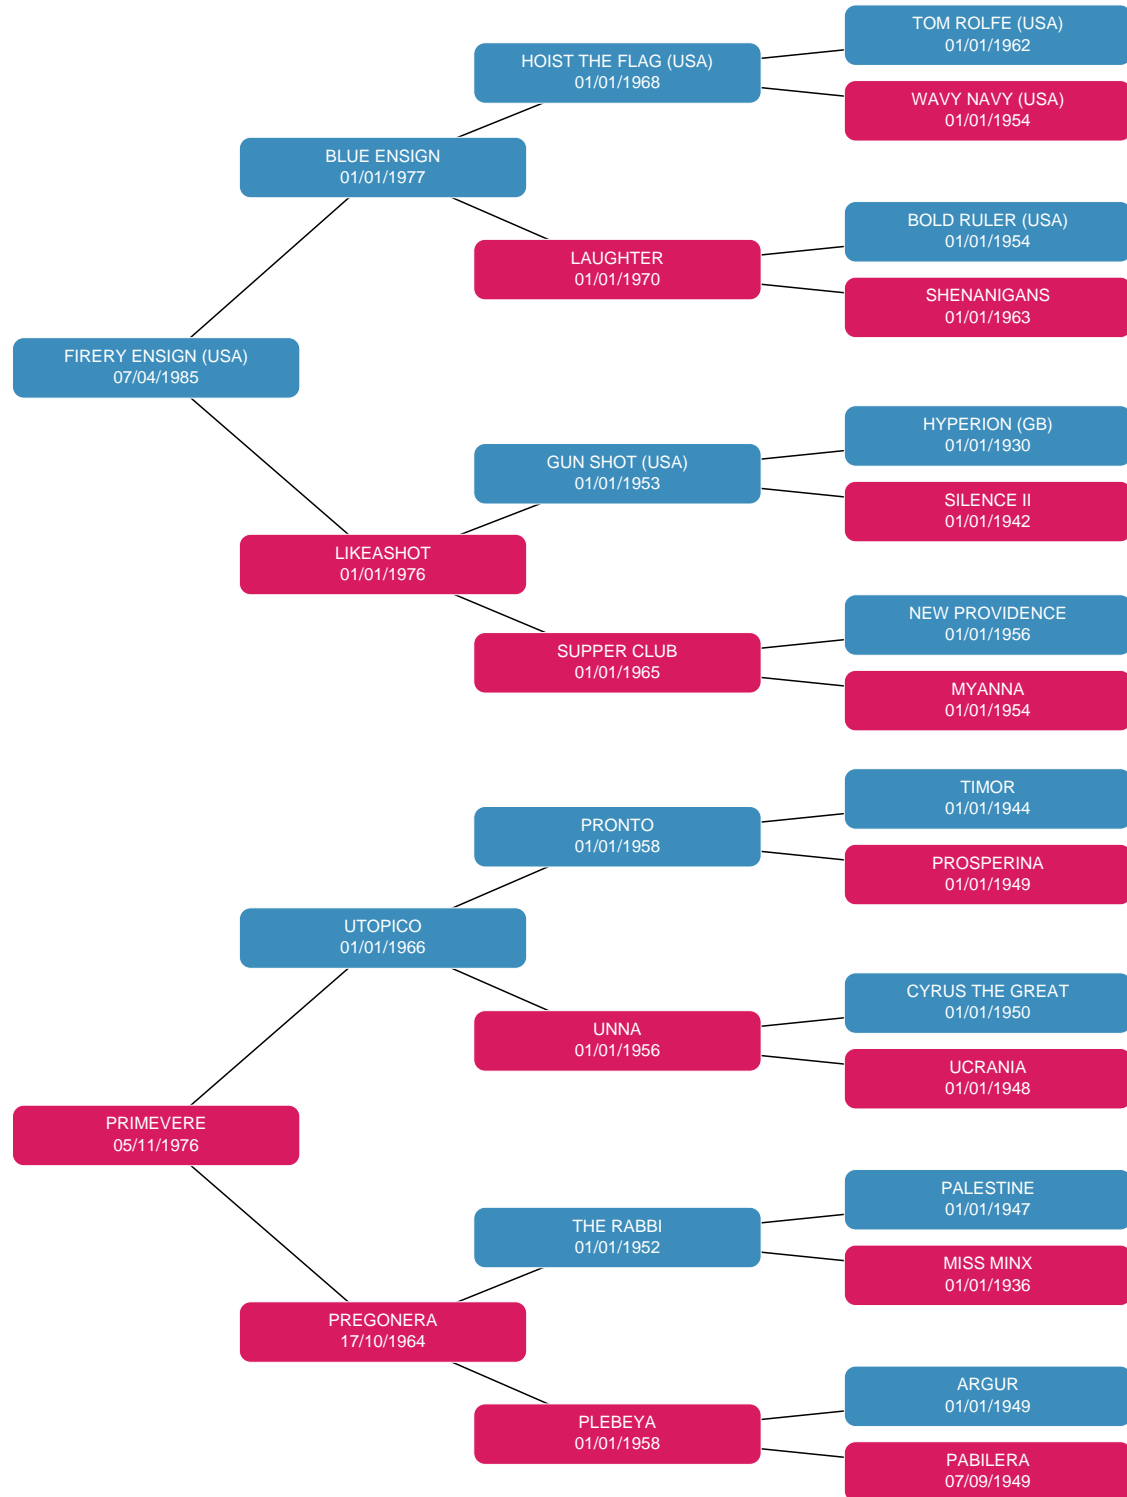 TOM ROLFE (USA)
01/01/1962
HOIST THE FLAG (USA)
01/01/1968
WAVY NAVY (USA)
01/01/1954
BLUE ENSIGN
01/01/1977
BOLD RULER (USA)
01/01/1954
LAUGHTER
01/01/1970
SHENANIGANS
01/01/1963
FIRERY ENSIGN (USA)
07/04/1985
HYPERION (GB)
01/01/1930
GUN SHOT (USA)
01/01/1953
SILENCE II
01/01/1942
LIKEASHOT
01/01/1976
NEW PROVIDENCE
01/01/1956
SUPPER CLUB
01/01/1965
MYANNA
01/01/1954
TIMOR
01/01/1944
PRONTO
01/01/1958
PROSPERINA
01/01/1949
UTOPICO
01/01/1966
CYRUS THE GREAT
01/01/1950
UNNA
01/01/1956
UCRANIA
01/01/1948
PRIMEVERE
05/11/1976
PALESTINE
01/01/1947
THE RABBI
01/01/1952
MISS MINX
01/01/1936
PREGONERA
17/10/1964
ARGUR
01/01/1949
PLEBEYA
01/01/1958
PABILERA
07/09/1949